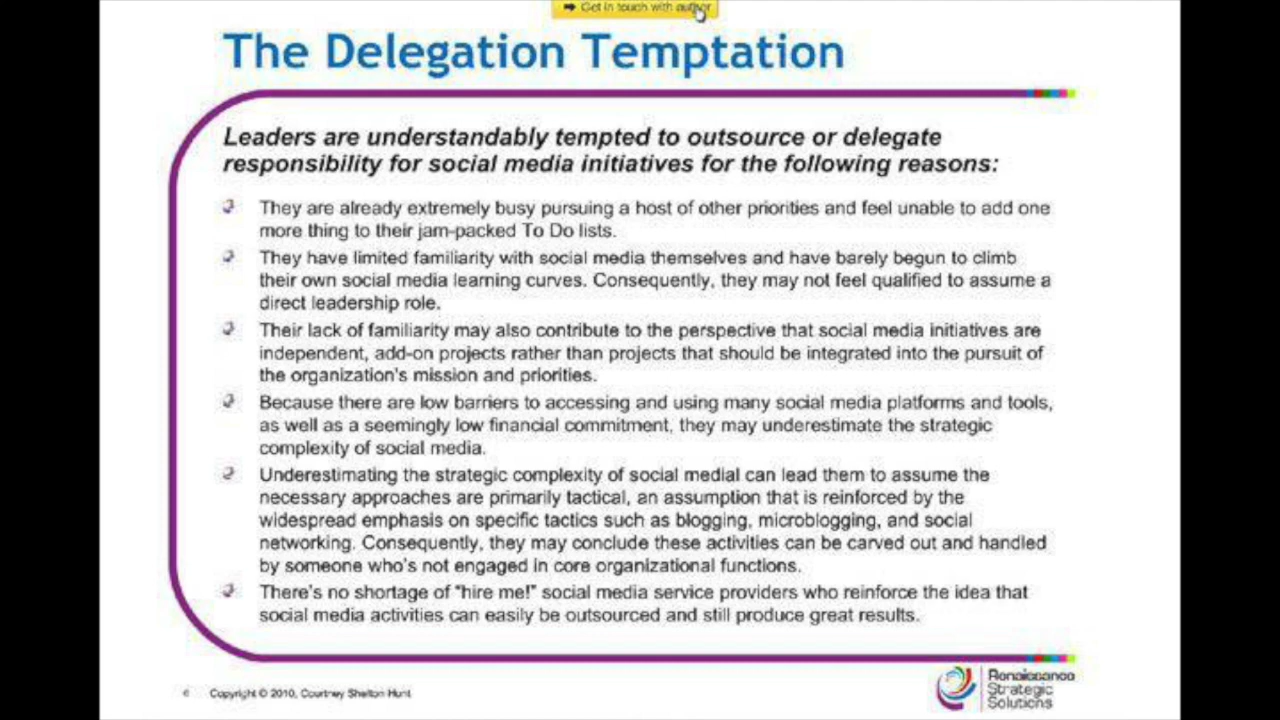 ➡ Get in touch with author
The Delegation Temptation
Leaders are understandably tempted to outsource or delegate
responsibility for social media initiatives for the following reasons:
They are already extremely busy pursuing a host of other priorities and feel unable to add one
more thing to their jam-packed To Do lists.
They have limited familiarity with social media themselves and have barely begun to climb
their own social media learning curves. Consequently, they may not feel qualified to assume a
direct leadership role.
Their lack of familiarity may also contribute to the perspective that social media initiatives are
independent, add-on projects rather than projects that should be integrated into the pursuit of
the organization's mission and priorities.
Because there are low barriers to accessing and using many social media platforms and tools,
as well as a seemingly low financial commitment, they may underestimate the strategic
complexity of social media.
Underestimating the strategic complexity of social medial can lead them to assume the
necessary approaches are primarily tactical, an assumption that is reinforced by the
widespread emphasis on specific tactics such as blogging, microblogging, and social
networking. Consequently, they may conclude these activities can be carved out and handled
by someone who's not engaged in core organizational functions.
There's no shortage of "hire me!" social media service providers who reinforce the idea that
social media activities can easily be outsourced and still produce great results.
6 Copyright © 2010, Courtney Shelton Hunt
Renaissance
Strategic
Solutions